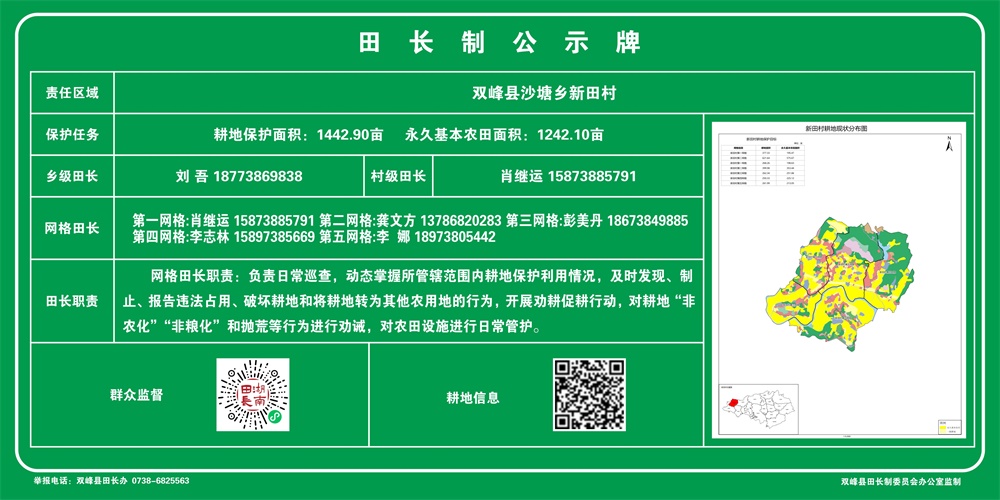 田长制公示牌
责任区域 双峰县沙塘乡新田村
保护任务 耕地保护面积：1442.90亩 永久基本农田面积：1242.10亩
乡级田长 刘 吾 18773869838 村级田长 肖继运 15873885791
网格田长
第一网格:肖继运 15873885791 第二网格:龚文方 13786820283 第三网格:彭美丹 18673849885
第四网格:李志林 15897385669 第五网格:李 娜 18973805442
田长职责
网格田长职责：负责日常巡查，动态掌握所管辖范围内耕地保护利用情况，及时发现、制
止、报告违法占用、破坏耕地和将耕地转为其他农用地的行为，开展劝耕促耕行动，对耕地“非
农化”“非粮化”和抛荒等行为进行劝诫，对农田设施进行日常管护。
群众监督
湖南田长
耕地信息
新田村耕地现状分布图
N
举报电话：双峰县田长办 0738-6825563
双峰县田长制委员会办公室监制